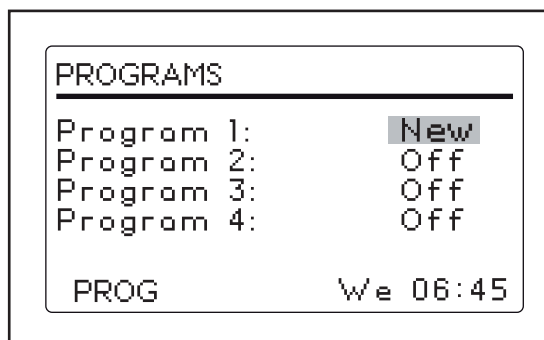 PROGRAMS
Program 1: New
Program 2: Off
Program 3: Off
Program 4: Off
PROG We 06:45